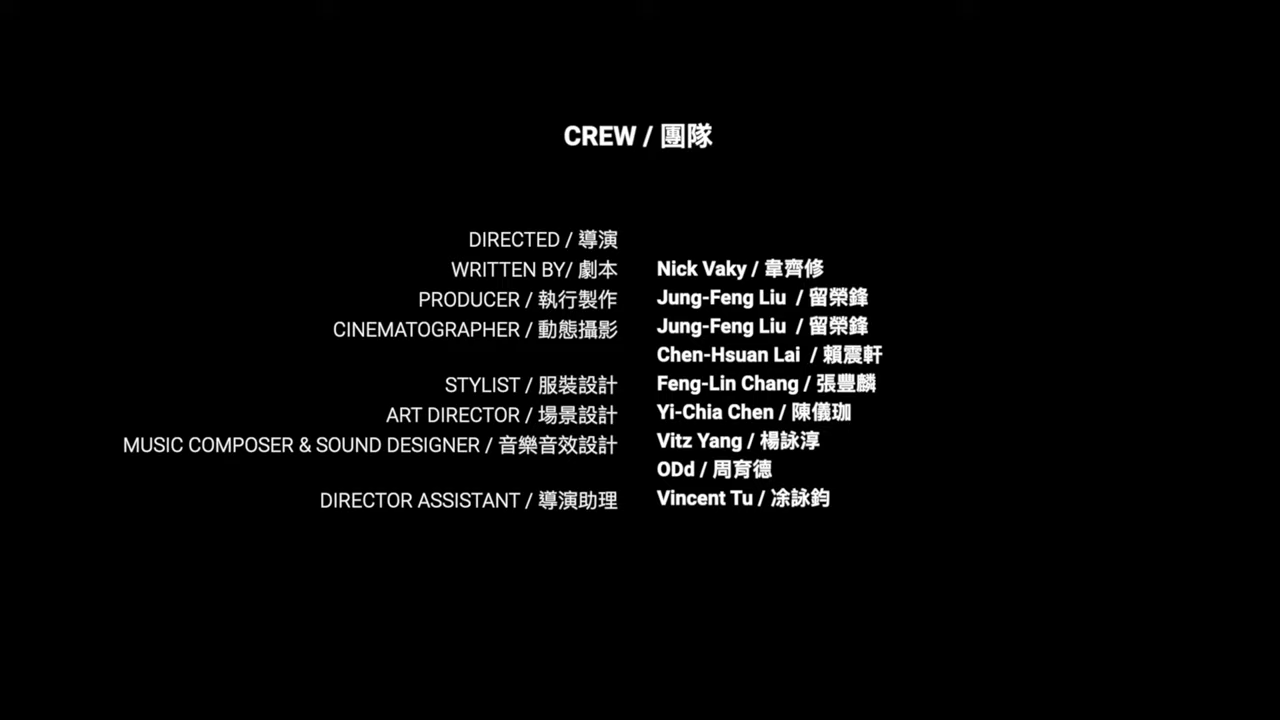 CREW / 團隊
DIRECTED / 導演
WRITTEN BY/ 劇本 Nick Vaky / 韋齊修
PRODUCER / 執行製作 Jung-Feng Liu / 留榮鋒
CINEMATOGRAPHER / 動態攝影 Jung-Feng Liu / 留榮鋒
Chen-Hsuan Lai / 賴震軒
STYLIST / 服裝設計 Feng-Lin Chang / 張豐麟
ART DIRECTOR / 場景設計 Yi-Chia Chen / 陳儀珈
MUSIC COMPOSER & SOUND DESIGNER / 音樂音效設計 Vitz Yang / 楊詠淳
ODd / 周育德
DIRECTOR ASSISTANT / 導演助理 Vincent Tu / 凃詠鈞